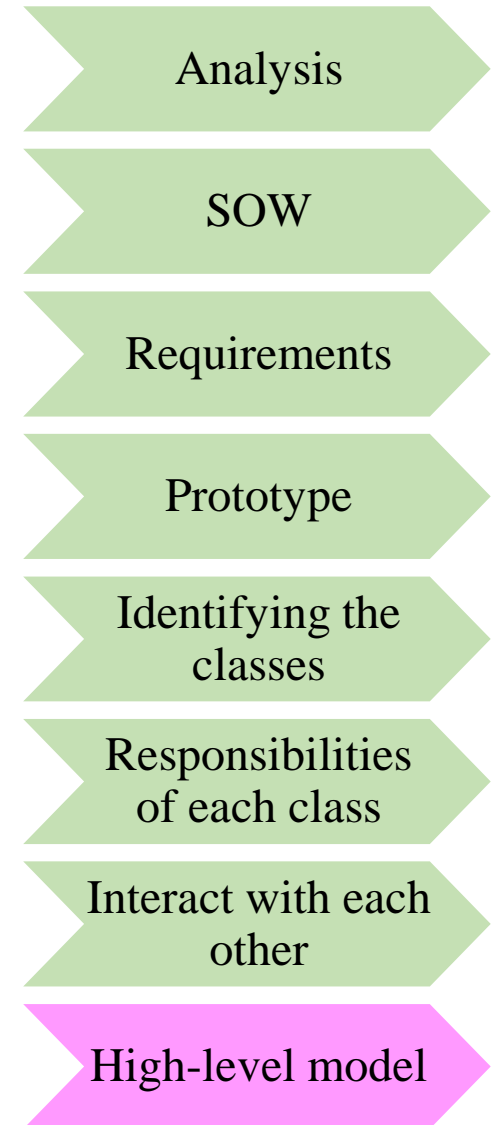 Analysis
SOW
Requirements
Prototype
Identifying the
classes
Responsibilities
of each class
Interact with each
other
High-level model